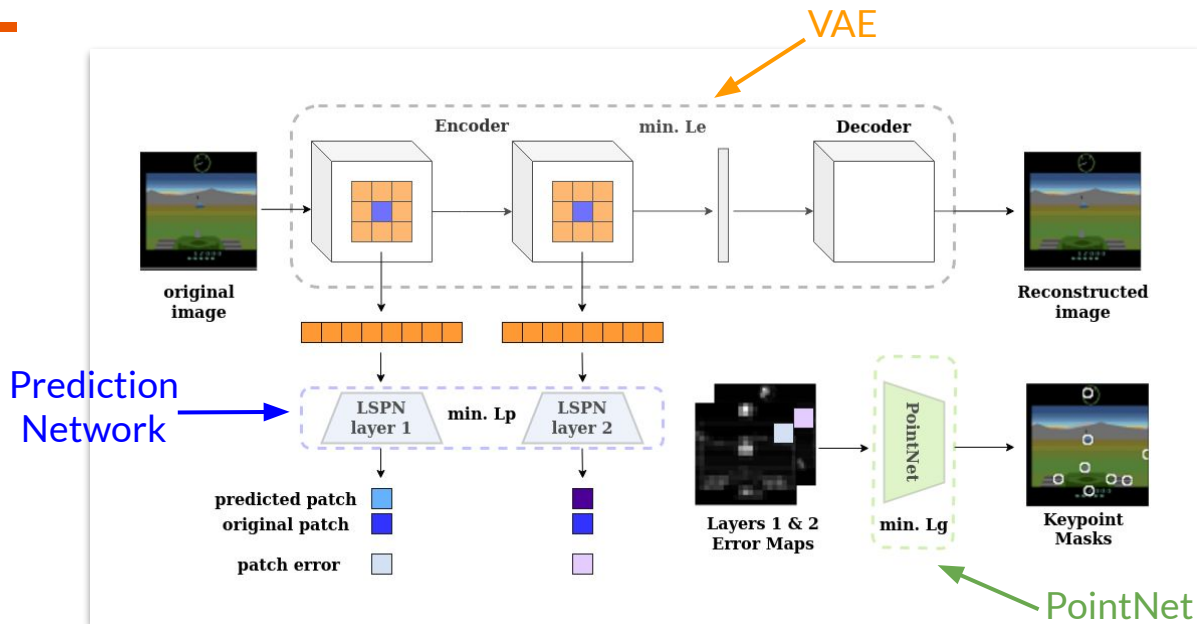 VAE
Encoder
min. Le
Decoder
original
image
Reconstructed
image
Prediction
Network
LSPN
layer 1
min. Lp
LSPN
layer 2
PointNet
predicted patch
original patch
patch error
Layers 1 & 2
Error Maps
min. Lg
Keypoint
Masks
PointNet